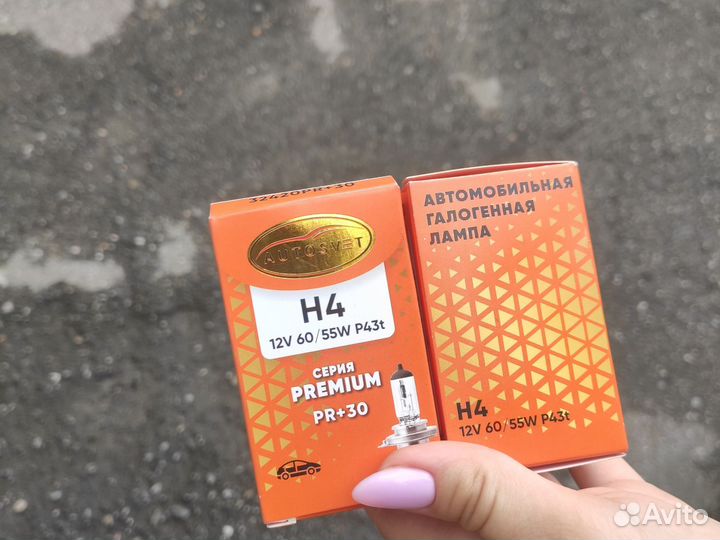 32420PR+30
AUTOSVET
H4
12V 60/55W P43t
СЕРИЯ
PREMIUM
PR+30
АВТОМОБИЛЬНАЯ
ГАЛОГЕННАЯ
ЛАМПА
H4
12V 60/55W P43t
Avito